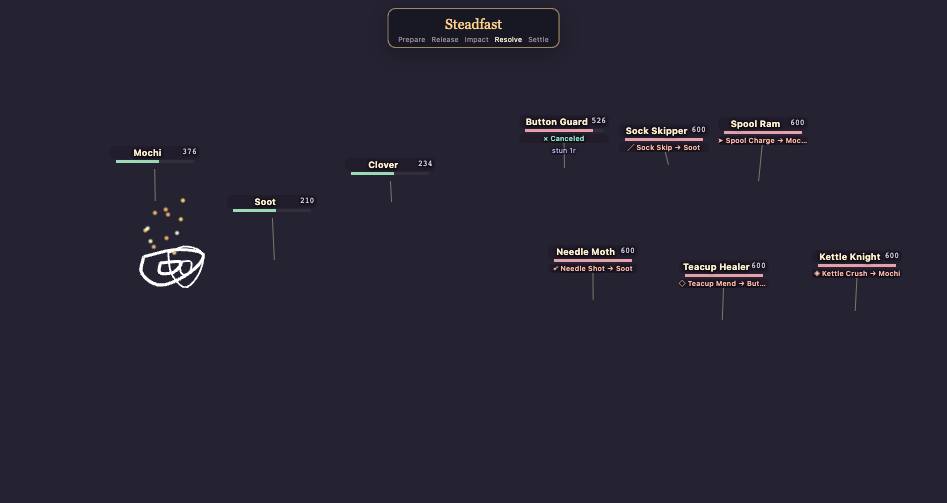 Steadfast
Prepare Release Impact Resolve Settle
Button Guard 526
× Canceled
stun 1r
Sock Skipper 600
Sock Skip → Soot
Spool Ram 600
Spool Charge → Moc...
Mochi 376
Clover 234
Soot 210
Needle Moth 600
Needle Shot → Soot
Teacup Healer 600
Teacup Mend → But...
Kettle Knight 600
Kettle Crush → Mochi